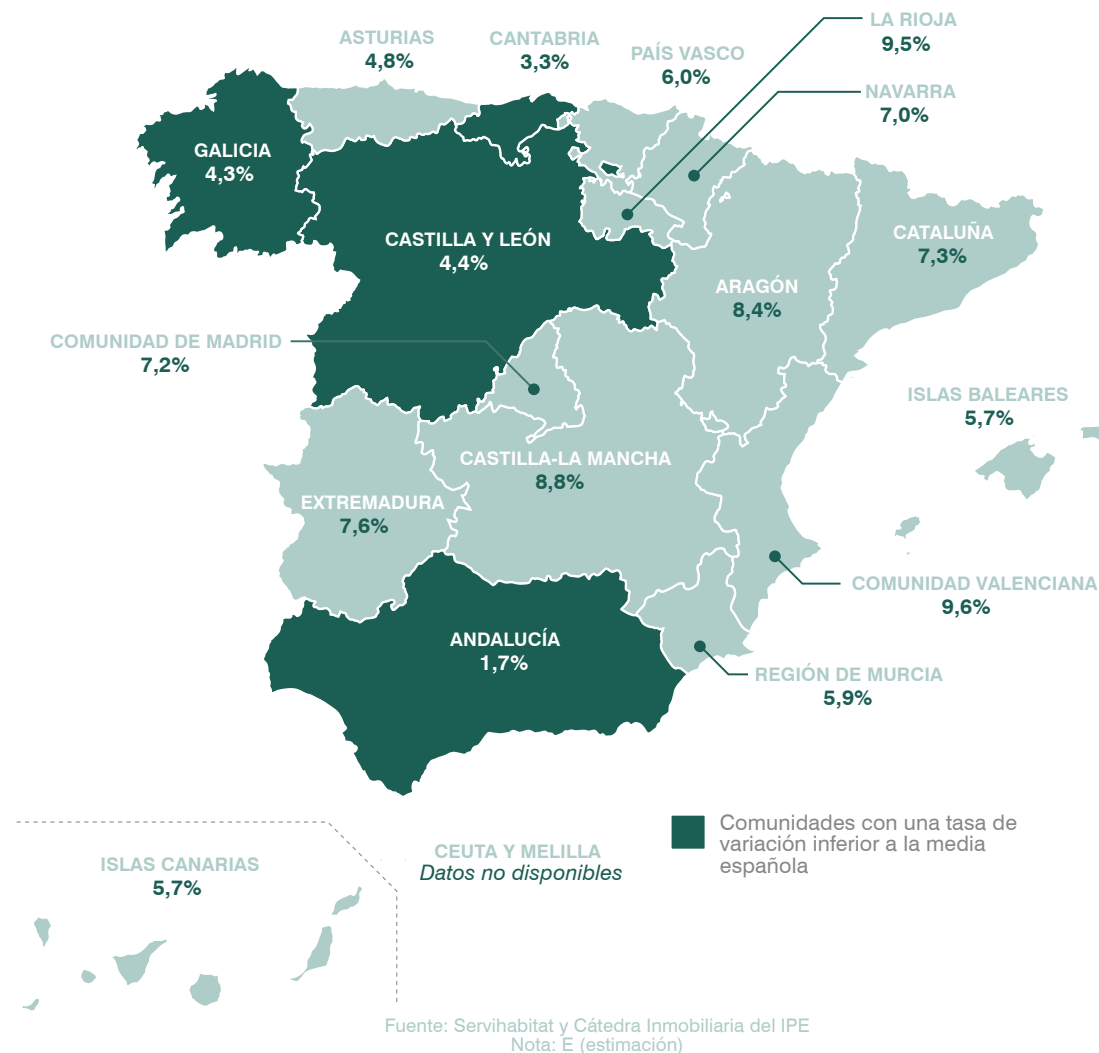 LA RIOJA
9,5%
ASTURIAS
4,8%
CANTABRIA
3,3%
PAÍS VASCO
6,0%
NAVARRA
7,0%
GALICIA
4,3%
CASTILLA Y LEÓN
4,4%
CATALUÑA
7,3%
ARAGÓN
8,4%
COMUNIDAD DE MADRID
7,2%
ISLAS BALEARES
5,7%
CASTILLA-LA MANCHA
8,8%
EXTREMADURA
7,6%
COMUNIDAD VALENCIANA
9,6%
ANDALUCÍA
1,7%
REGIÓN DE MURCIA
5,9%
Comunidades con una tasa de
variación inferior a la media
española
CEUTA Y MELILLA
Datos no disponibles
ISLAS CANARIAS
5,7%
Fuente: Servihabitat y Cátedra Inmobiliaria del IPE
Nota: E (estimación)